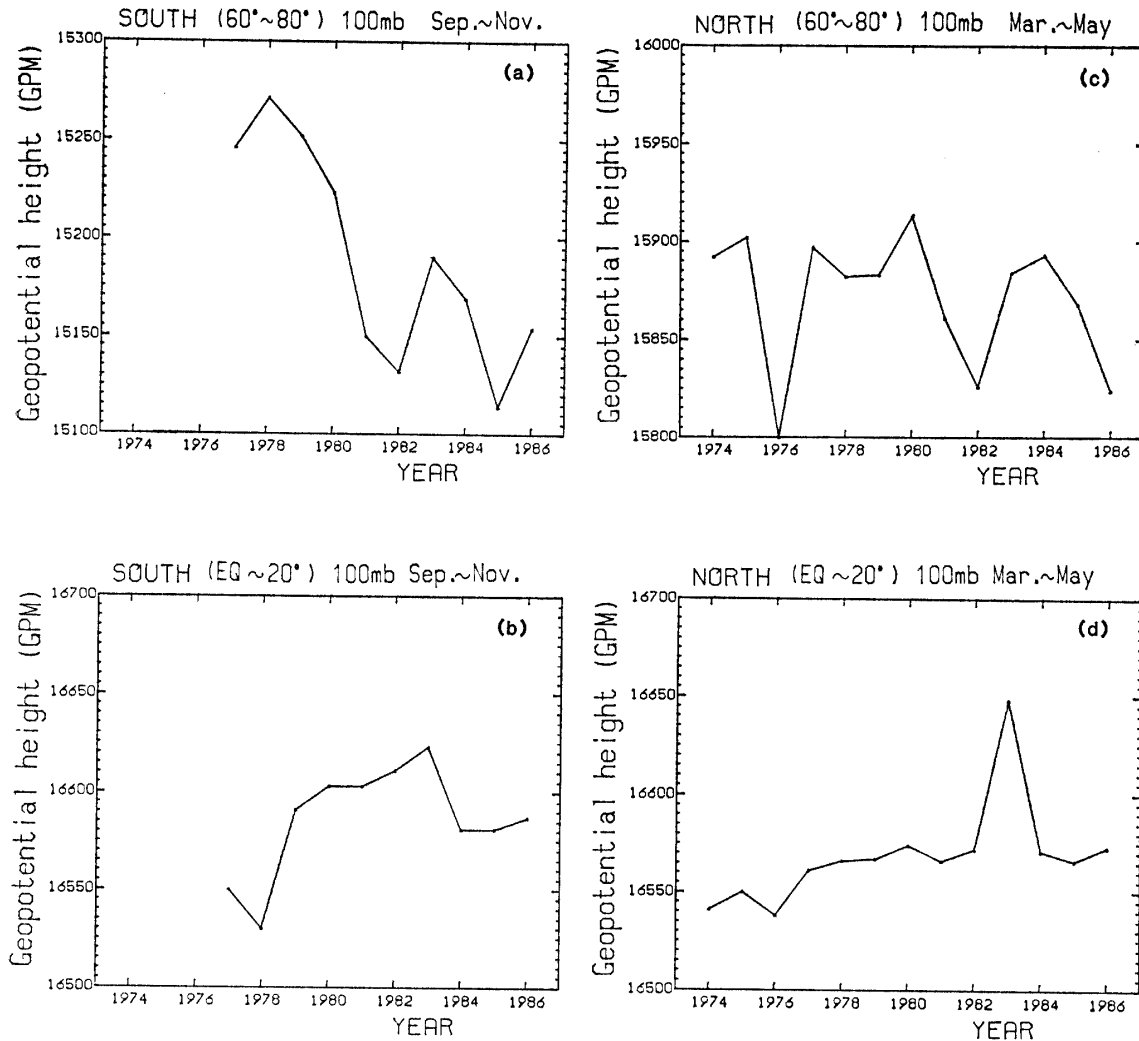 SOUTH (60°~80°) 100mb Sep.~Nov.
(a)
Geopotential height (GPM)
15300
15250
15200
15150
15100
1974 1976 1978 1980 1982 1984 1986
YEAR
NORTH (60°~80°) 100mb Mar.~May
(c)
Geopotential height (GPM)
16000
15950
15900
15850
15800
1974 1976 1978 1980 1982 1984 1986
YEAR
SOUTH (EQ~20°) 100mb Sep.~Nov.
(b)
Geopotential height (GPM)
16700
16650
16600
16550
16500
1974 1976 1978 1980 1982 1984 1986
YEAR
NORTH (EQ~20°) 100mb Mar.~May
(d)
Geopotential height (GPM)
16700
16650
16600
16550
16500
1974 1976 1978 1980 1982 1984 1986
YEAR